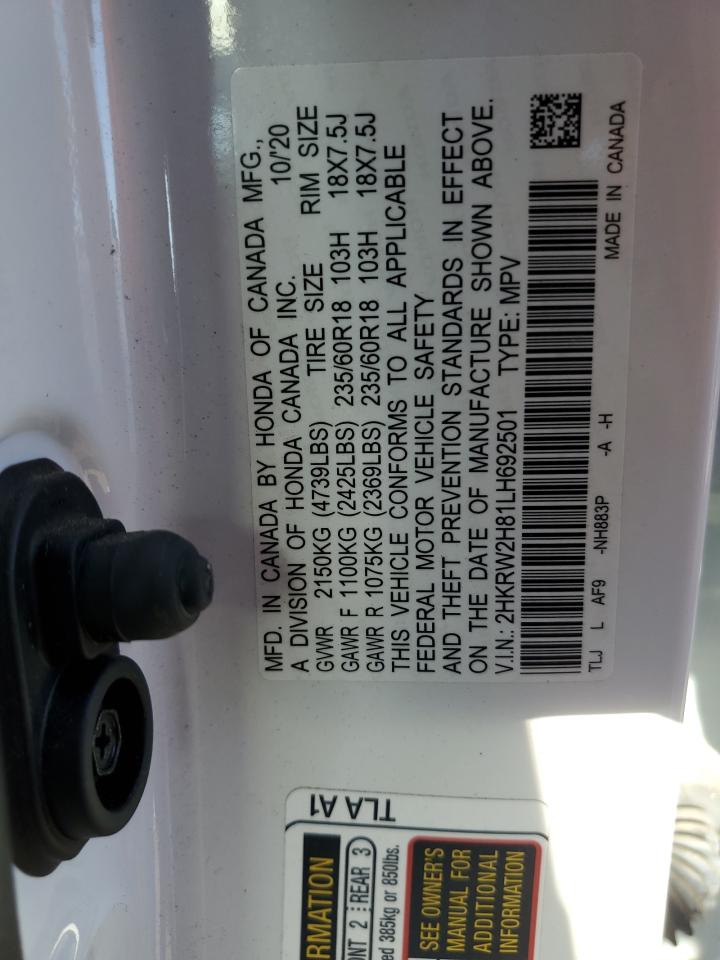 MFD. IN CANADA BY HONDA OF CANADA MFG.,
A DIVISION OF HONDA CANADA INC. 10/'20
GVWR 2150KG (4739LBS) TIRE SIZE RIM SIZE
GAWR F 1100KG (2425LBS) 235/60R18 103H 18X7.5J
GAWR R 1075KG (2369LBS) 235/60R18 103H 18X7.5J
THIS VEHICLE CONFORMS TO ALL APPLICABLE
FEDERAL MOTOR VEHICLE SAFETY
AND THEFT PREVENTION STANDARDS IN EFFECT
ON THE DATE OF MANUFACTURE SHOWN ABOVE.
V.I.N.: 2HKRW2H81LH692501 TYPE: MPV
TLJ L AF9 -NH883P -A -H
MADE IN CANADA
TLA A1
RMATION
ONT 2 REAR 3
ed 385kg or 850lbs.
SEE OWNER'S
MANUAL FOR
ADDITIONAL
INFORMATION